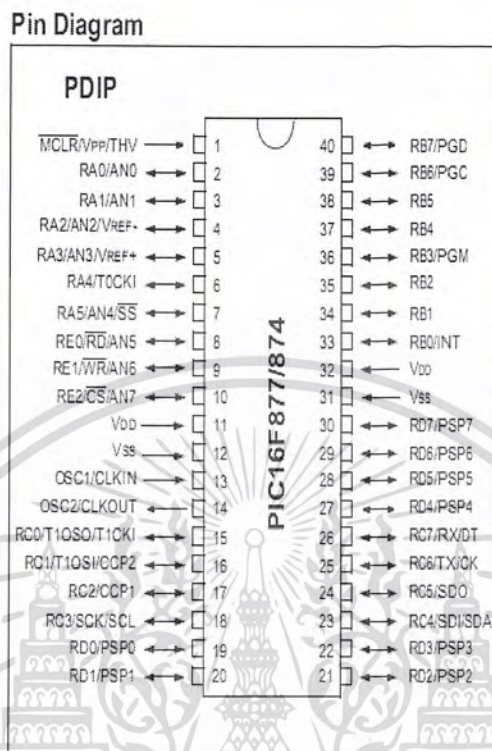 Pin Diagram
PDIP
MCLR/VPP/THV 1 40 RB7/PGD
RA0/AN0 2 39 RB6/PGC
RA1/AN1 3 38 RB5
RA2/AN2/VREF- 4 37 RB4
RA3/AN3/VREF+ 5 36 RB3/PGM
RA4/T0CKI 6 35 RB2
RA5/AN4/SS 7 34 RB1
RE0/RD/AN5 8 33 RB0/INT
RE1/WR/AN6 9 32 VDD
RE2/CS/AN7 10 31 VSS
VDD 11 30 RD7/PSP7
VSS 12 29 RD6/PSP6
OSC1/CLKIN 13 28 RD5/PSP5
OSC2/CLKOUT 14 27 RD4/PSP4
RC0/T1OSO/T1CKI 15 26 RC7/RX/DT
RC1/T1OSI/CCP2 16 25 RC6/TX/CK
RC2/CCP1 17 24 RC5/SDO
RC3/SCK/SCL 18 23 RC4/SDI/SDA
RD0/PSP0 19 22 RD3/PSP3
RD1/PSP1 20 21 RD2/PSP2
PIC16F877/874